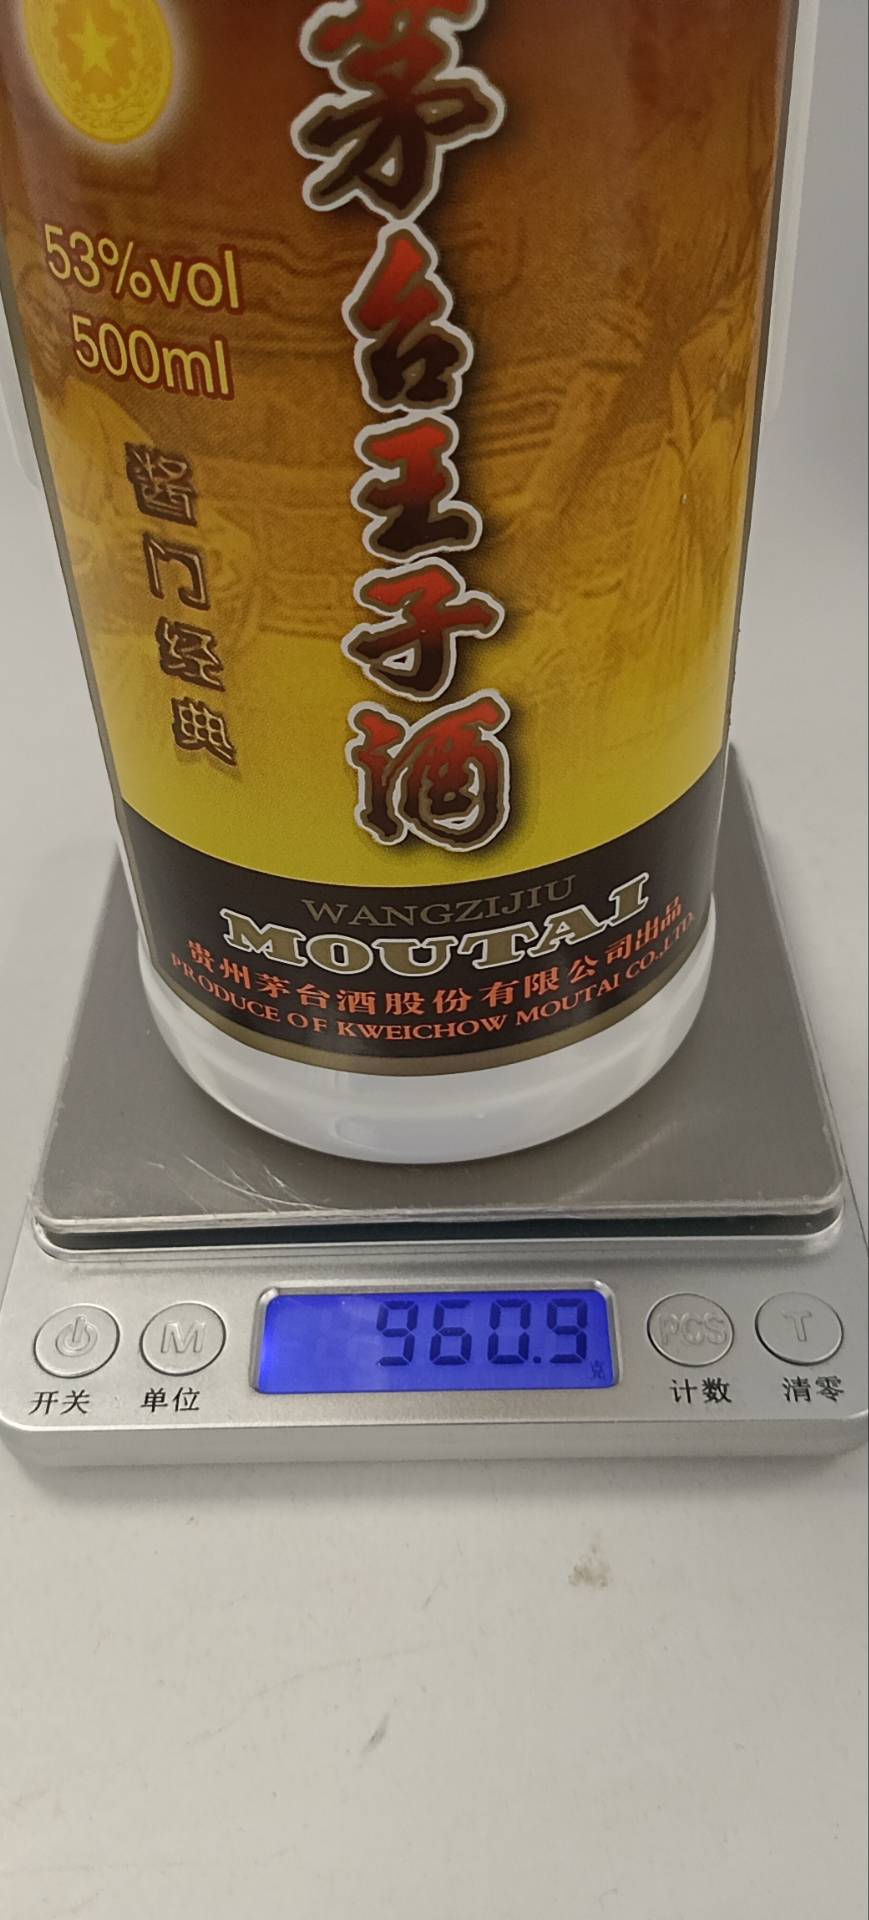 53%vol
500ml
酱门经典
茅台王子酒
WANGZIJIU
MOUTAI
贵州茅台酒股份有限公司出品
PRODUCE OF KWEICHOW MOUTAI CO.,LTD.
960.9
克
M
PCS
T
开关
单位
计数
清零